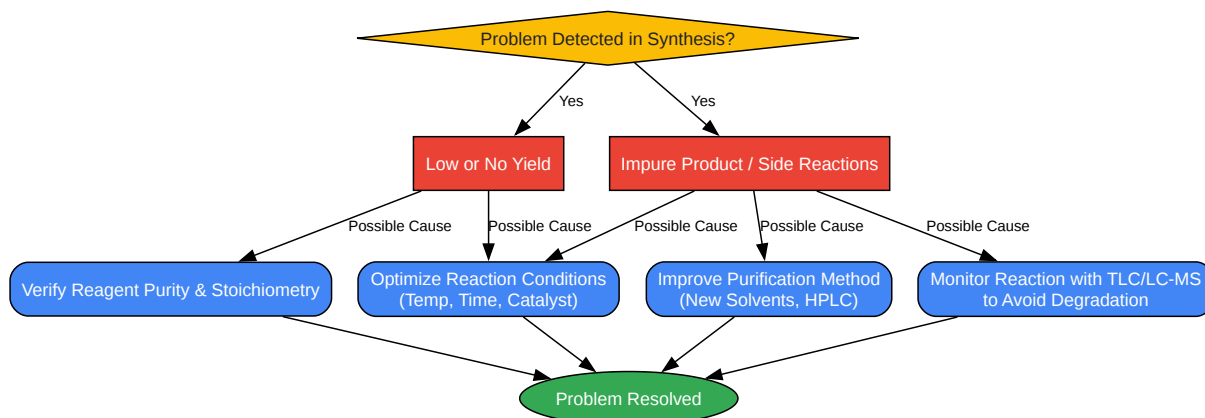 Problem Detected in Synthesis?
Yes
Yes
Low or No Yield
Impure Product / Side Reactions
Possible Cause
Possible Cause
Possible Cause
Possible Cause
Possible Cause
Verify Reagent Purity & Stoichiometry
Optimize Reaction Conditions
(Temp, Time, Catalyst)
Improve Purification Method
(New Solvents, HPLC)
Monitor Reaction with TLC/LC-MS
to Avoid Degradation
Problem Resolved